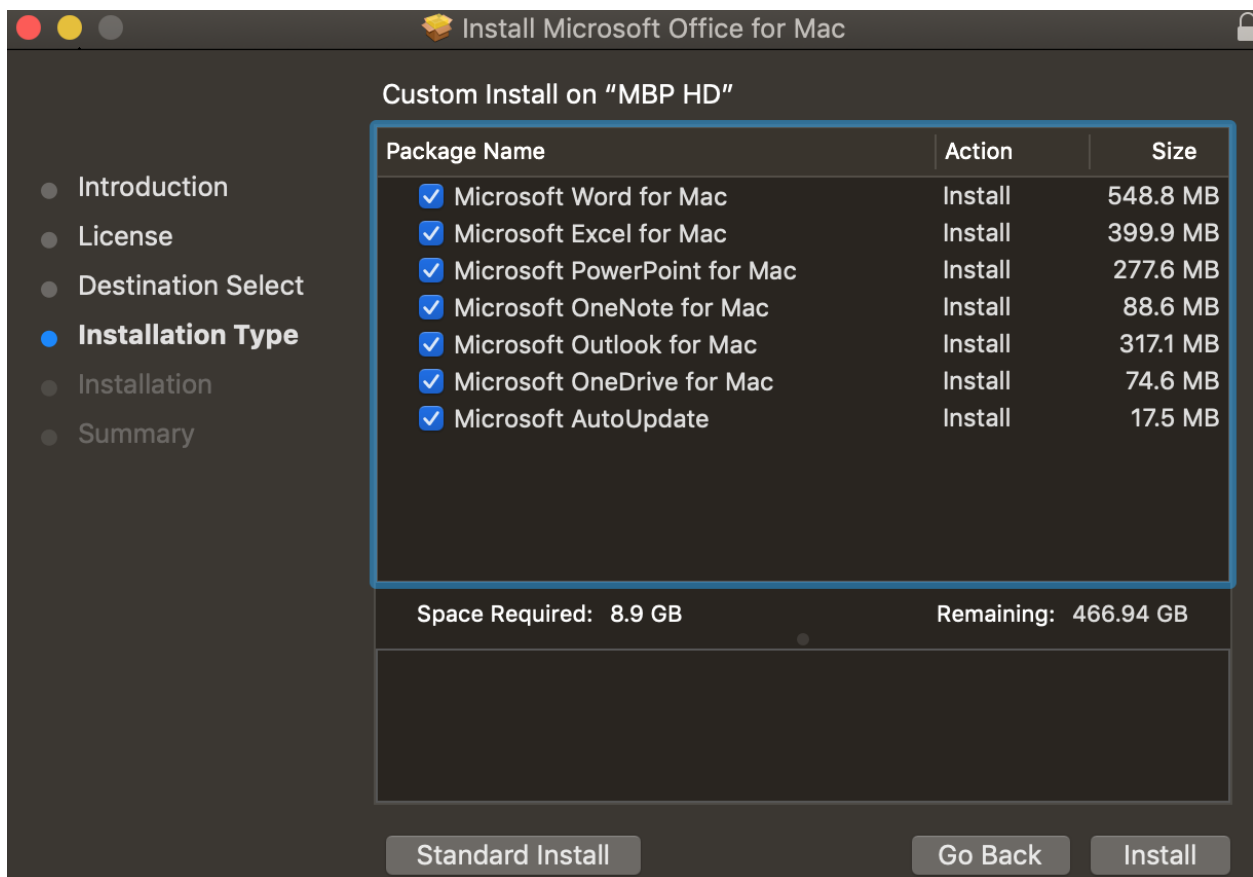 Install Microsoft Office for Mac
Custom Install on “MBP HD”
Introduction
License
Destination Select
Installation Type
Installation
Summary
Package Name Action Size
Microsoft Word for Mac Install 548.8 MB
Microsoft Excel for Mac Install 399.9 MB
Microsoft PowerPoint for Mac Install 277.6 MB
Microsoft OneNote for Mac Install 88.6 MB
Microsoft Outlook for Mac Install 317.1 MB
Microsoft OneDrive for Mac Install 74.6 MB
Microsoft AutoUpdate Install 17.5 MB
Space Required: 8.9 GB Remaining: 466.94 GB
Standard Install Go Back Install